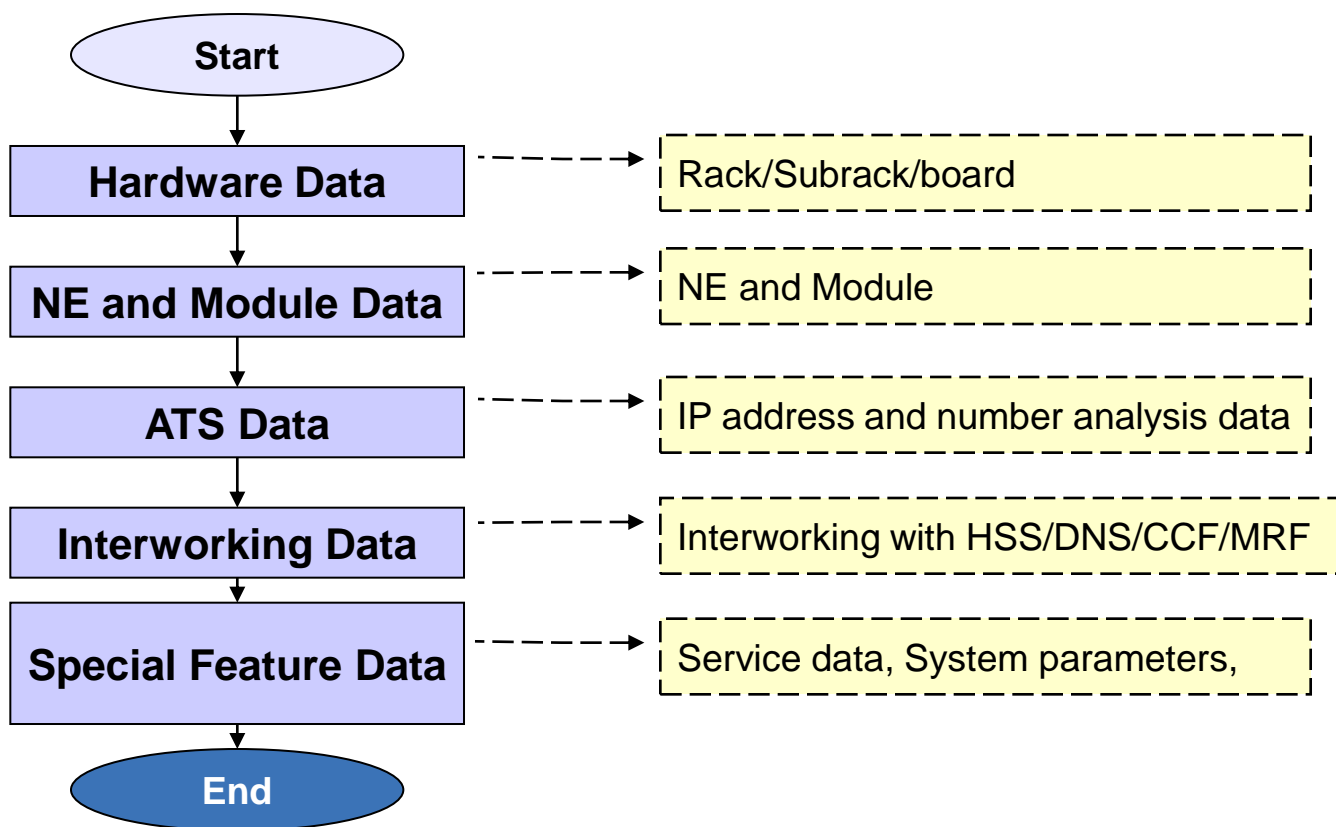 Start
Hardware Data
Rack/Subrack/board
NE and Module Data
NE and Module
ATS Data
IP address and number analysis data
Interworking Data
Interworking with HSS/DNS/CCF/MRF
Special Feature Data
Service data, System parameters,
End